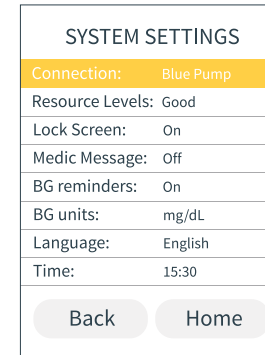 SYSTEM SETTINGS
Connection: Blue Pump
Resource Levels: Good
Lock Screen: On
Medic Message: Off
BG reminders: On
BG units: mg/dL
Language: English
Time: 15:30
Back Home